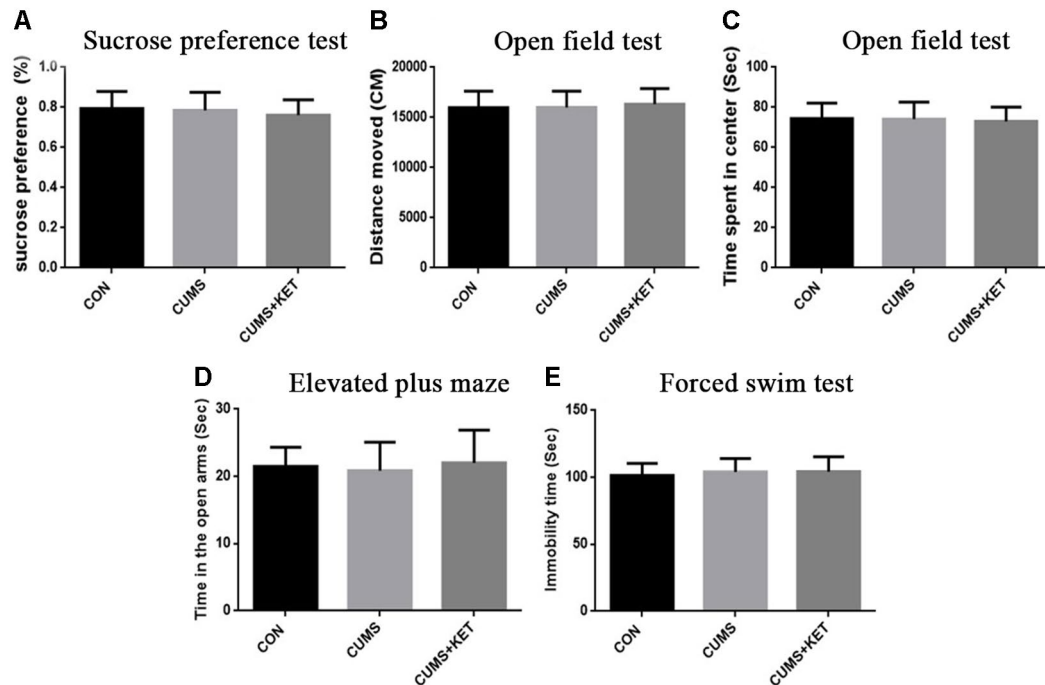 A
Sucrose preference test
sucrose preference (%)
1.0
0.8
0.6
0.4
0.2
0.0
CON
CUMS
CUMS+KET
B
Open field test
Distance moved (CM)
20000
15000
10000
5000
0
CON
CUMS
CUMS+KET
C
Open field test
Time spent in center (Sec)
100
80
60
40
20
0
CON
CUMS
CUMS+KET
D
Elevated plus maze
Time in the open arms (Sec)
30
20
10
0
CON
CUMS
CUMS+KET
E
Forced swim test
Immobility time (Sec)
150
100
50
0
CON
CUMS
CUMS+KET